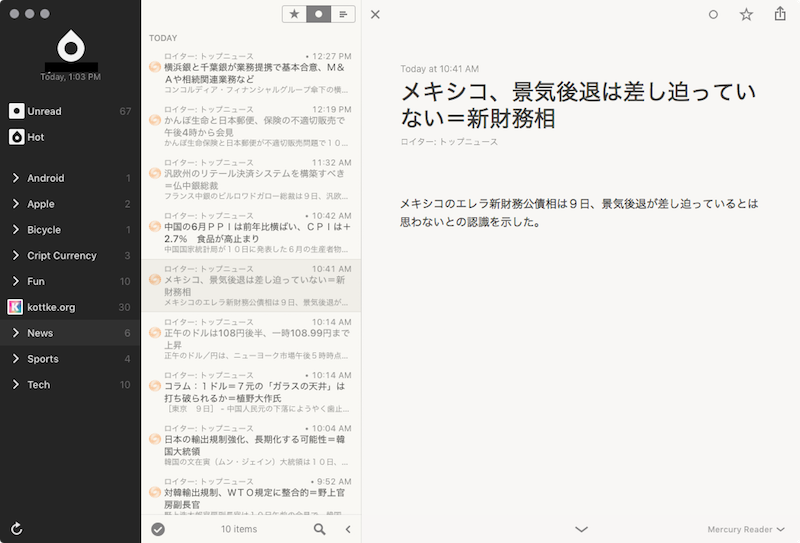 Today, 1:03 PM
Unread 67
Hot
Android 1
Apple 2
Bicycle 1
Cript Currency 3
Fun 10
kottke.org 30
News 6
Sports 4
Tech 10
TODAY
ロイター: トップニュース • 12:27 PM
横浜銀と千葉銀が業務提携で基本合意、Ｍ＆
Ａや相続関連業務など
コンコルディア・フィナンシャルグループ傘下の横…
ロイター: トップニュース 12:19 PM
かんぽ生命と日本郵便、保険の不適切販売で
午後4時から会見
かんぽ生命保険と日本郵便が不適切販売問題で１０…
ロイター: トップニュース 11:32 AM
汎欧州のリテール決済システムを構築すべき
＝仏中銀総裁
フランス中銀のビルロワドガロー総裁は９日、汎欧…
ロイター: トップニュース • 10:42 AM
中国の6月ＰＰＩは前年比横ばい、ＣＰＩは＋
2.7%　食品が高止まり
中国国家統計局が１０日に発表した６月の生産者物…
ロイター: トップニュース 10:41 AM
メキシコ、景気後退は差し迫っていない＝新
財務相
メキシコのエレラ新財務公債相は９日、景気後退が…
ロイター: トップニュース 10:14 AM
正午のドルは108円後半、一時108.99円まで
上昇
正午のドル／円は、ニューヨーク市場午後５時時点…
ロイター: トップニュース • 10:14 AM
コラム：１ドル＝７元の「ガラスの天井」は
打ち破られるか＝植野大作氏
［東京　９日］ - 中国人民元の下落にようやく歯止…
ロイター: トップニュース • 10:04 AM
日本の輸出規制強化、長期化する可能性＝韓
国大統領
韓国の文在寅（ムン・ジェイン）大統領は１０日、…
ロイター: トップニュース • 9:52 AM
対韓輸出規制、ＷＴＯ規定に整合的＝野上官
房副長官
10 items
Today at 10:41 AM
メキシコ、景気後退は差し迫ってい
ない＝新財務相
ロイター: トップニュース
メキシコのエレラ新財務公債相は９日、景気後退が差し迫っているとは
思わないとの認識を示した。
Mercury Reader